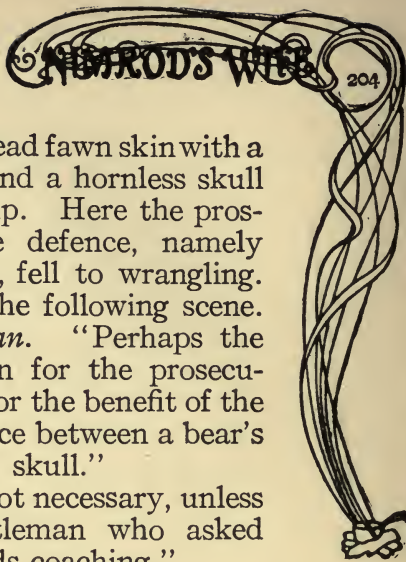 NIMROD'S WIFE
204
ead fawn skin with a
nd a hornless skull
p. Here the pros-
e defence, namely
, fell to wrangling.
he following scene.
an. "Perhaps the
n for the prosecu-
or the benefit of the
ce between a bear's
skull."
ot necessary, unless
tleman who asked
ds coaching."